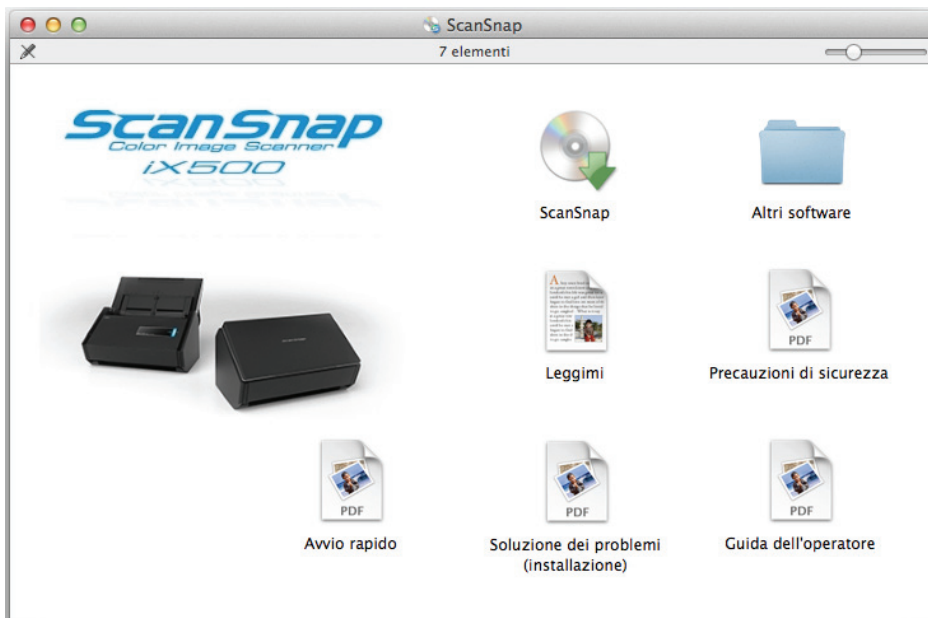 ScanSnap
7 elementi
ScanSnap
Color Image Scanner
iX500
ScanSnap
Altri software
Leggimi
PDF
Precauzioni di sicurezza
PDF
Avvio rapido
PDF
Soluzione dei problemi
(installazione)
PDF
Guida dell'operatore